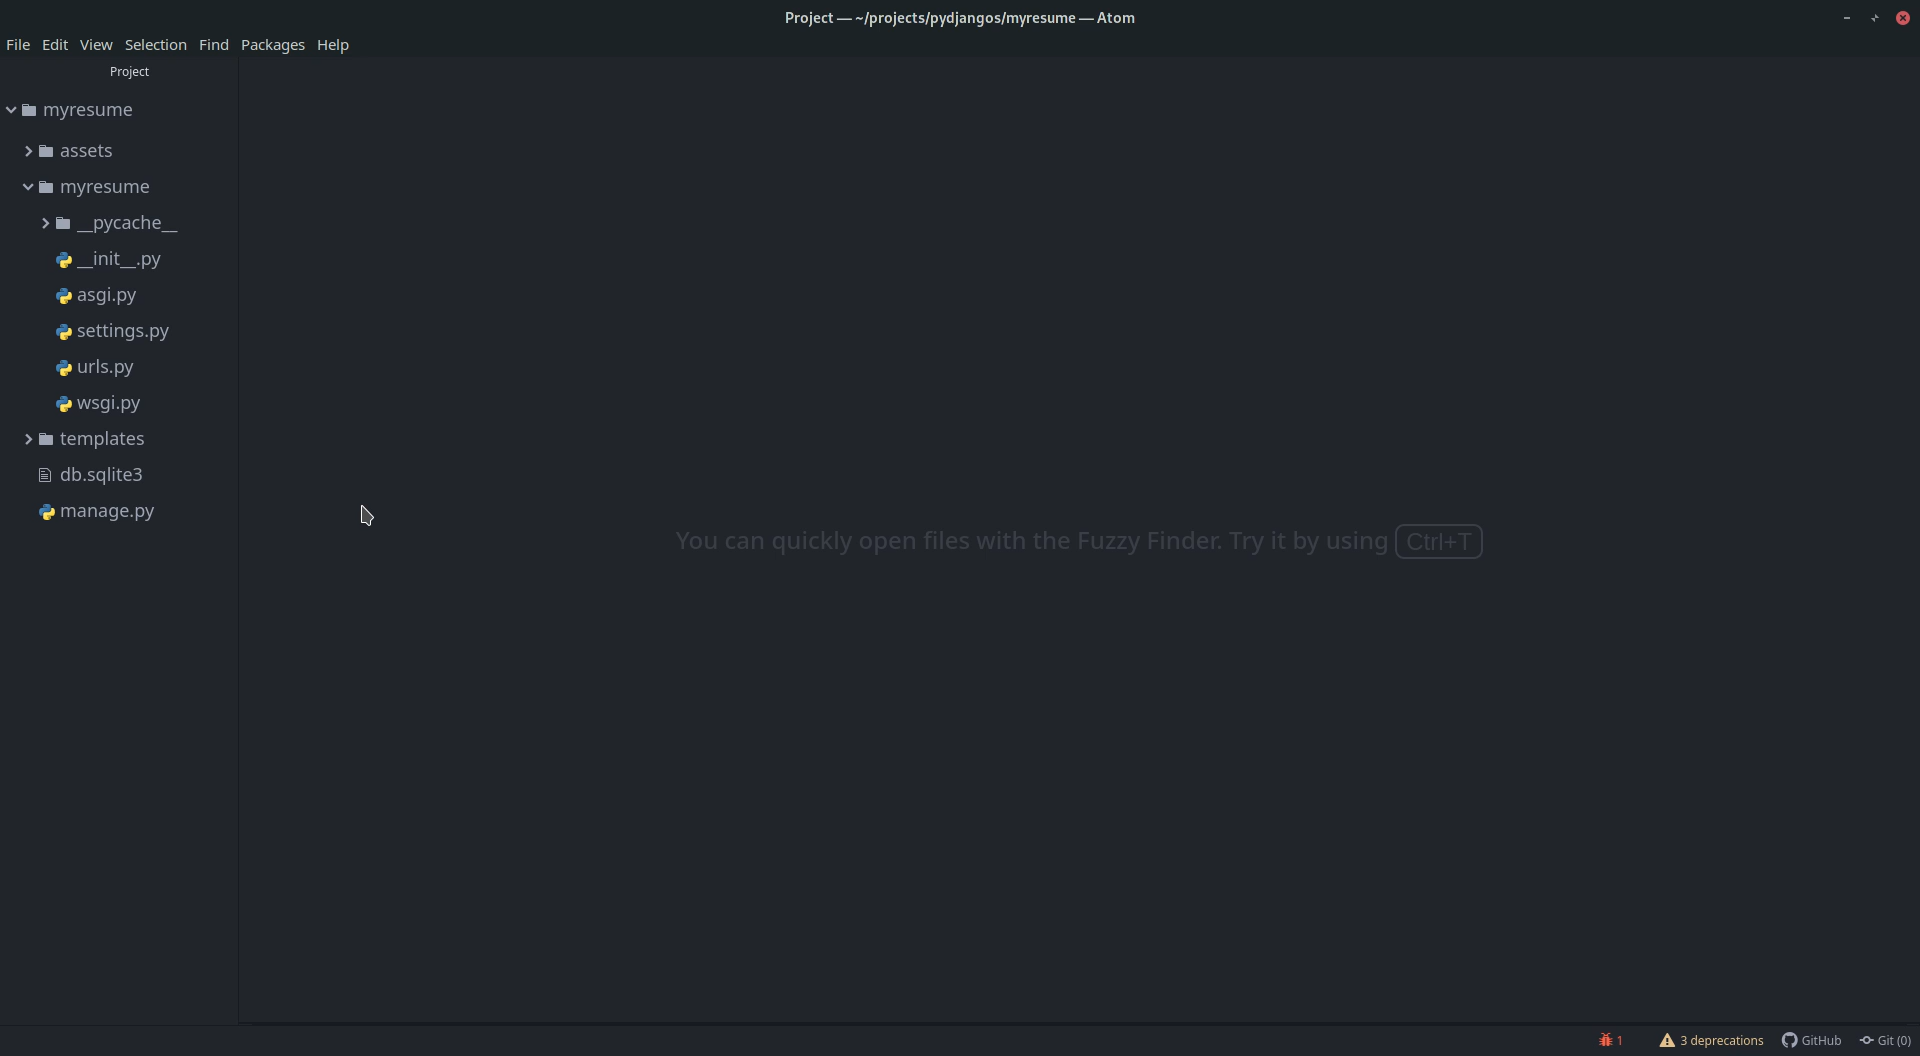 Project — ~/projects/pydjangos/myresume — Atom
File Edit View Selection Find Packages Help
Project
myresume
assets
myresume
__pycache__
__init__.py
asgi.py
settings.py
urls.py
wsgi.py
templates
db.sqlite3
manage.py
You can quickly open files with the Fuzzy Finder. Try it by using Ctrl+T
1 3 deprecations GitHub Git (0)